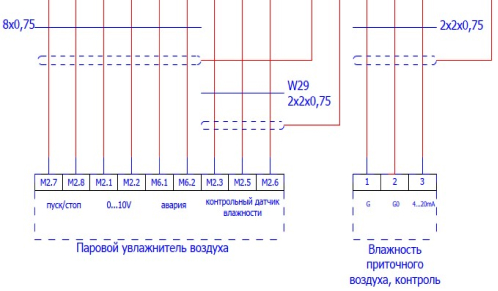 8x0,75
2x2x0,75
W29
2x2x0,75
M2.7 M2.8 M2.1 M2.2 M6.1 M6.2 M2.3 M2.5 M2.6
1 2 3
пуск/стоп 0...10V авария контрольный датчик
влажности
G G0 4...20mA
Паровой увлажнитель воздуха
Влажность
приточного
воздуха, контроль